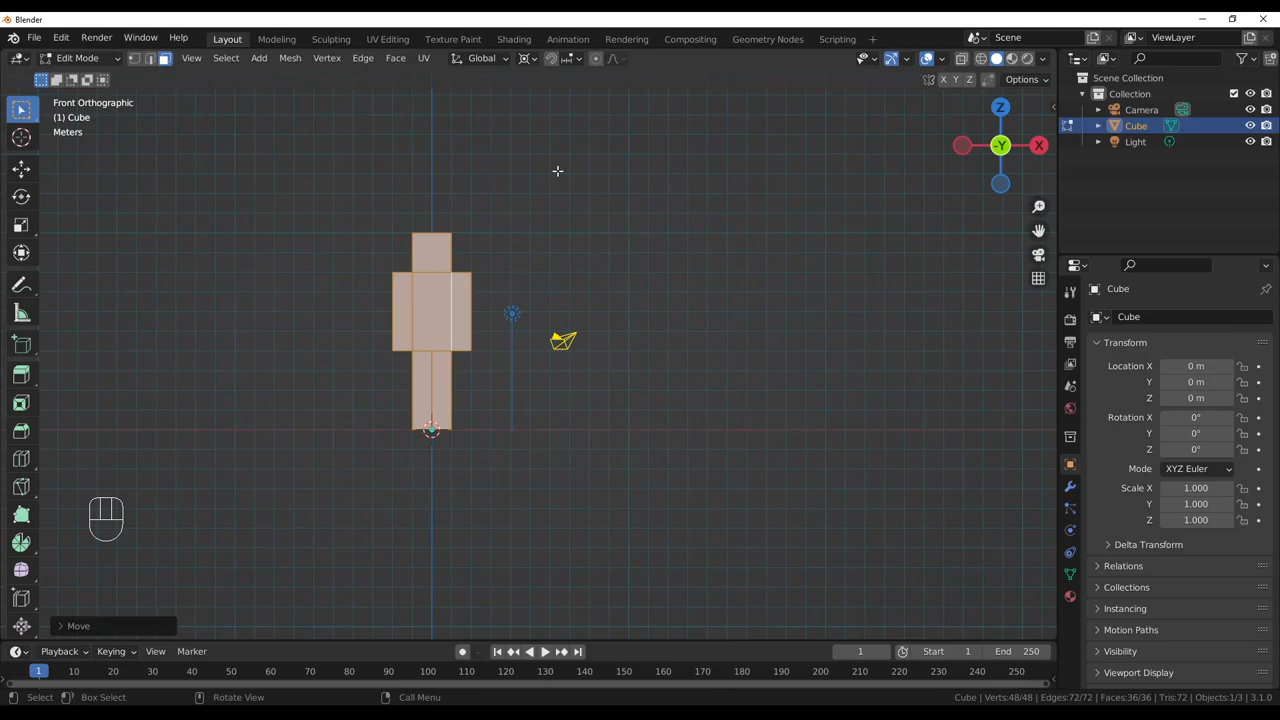 Blender
File Edit Render Window Help Layout Modeling Sculpting UV Editing Texture Paint Shading Animation Rendering Compositing Geometry Nodes Scripting Scene ViewLayer
Edit Mode View Select Add Mesh Vertex Edge Face UV Global
X Y Z Options
Front Orthographic
(1) Cube
Meters
Z
-Y
X
Scene Collection
Collection
Camera
Cube
Light
Cube
Cube
Transform
Location X 0 m
Y 0 m
Z 0 m
Rotation X 0°
Y 0°
Z 0°
Mode XYZ Euler
Scale X 1.000
Y 1.000
Z 1.000
Delta Transform
Relations
Collections
Instancing
Motion Paths
Visibility
Viewport Display
Move
Playback Keying View Marker 1 Start 1 End 250
1 10 20 30 40 50 60 70 80 90 100 110 120 130 140 150 160 170 180 190 200 210 220 230 240 250
Select Box Select Rotate View Call Menu Cube | Verts:48/48 | Edges:72/72 | Faces:36/36 | Tris:72 | Objects:1/3 | 3.1.0